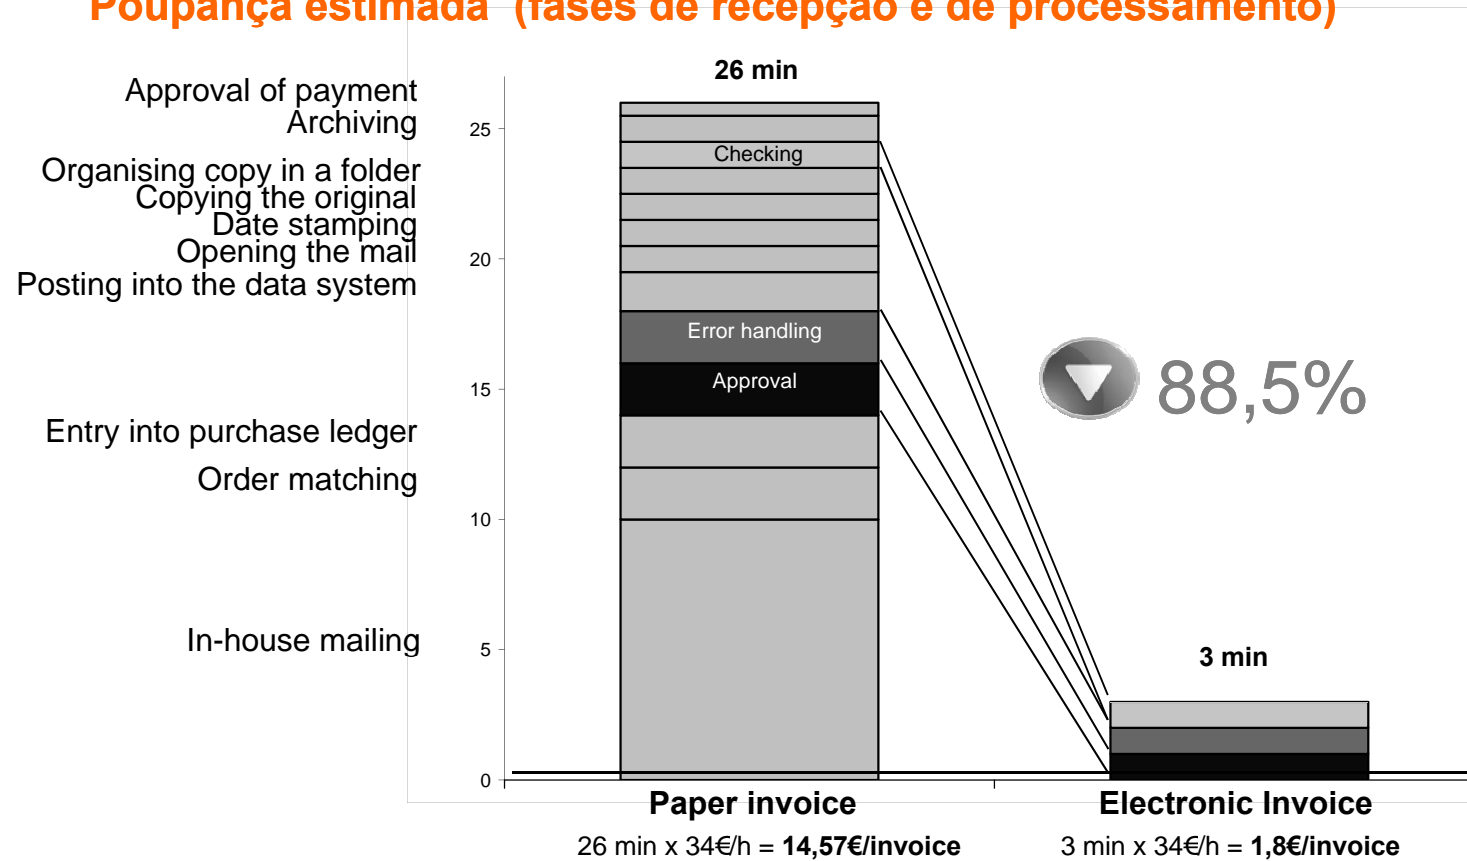 Poupança estimada (fases de recepção e de processamento)
26 min
Approval of payment
Archiving
25
Checking
Organising copy in a folder
Copying the original
Date stamping
Opening the mail
20
Posting into the data system
Error handling
Approval
15
88,5%
Entry into purchase ledger
Order matching
10
In-house mailing
5
3 min
0
Paper invoice
Electronic Invoice
26 min x 34€/h = 14,57€/invoice
3 min x 34€/h = 1,8€/invoice